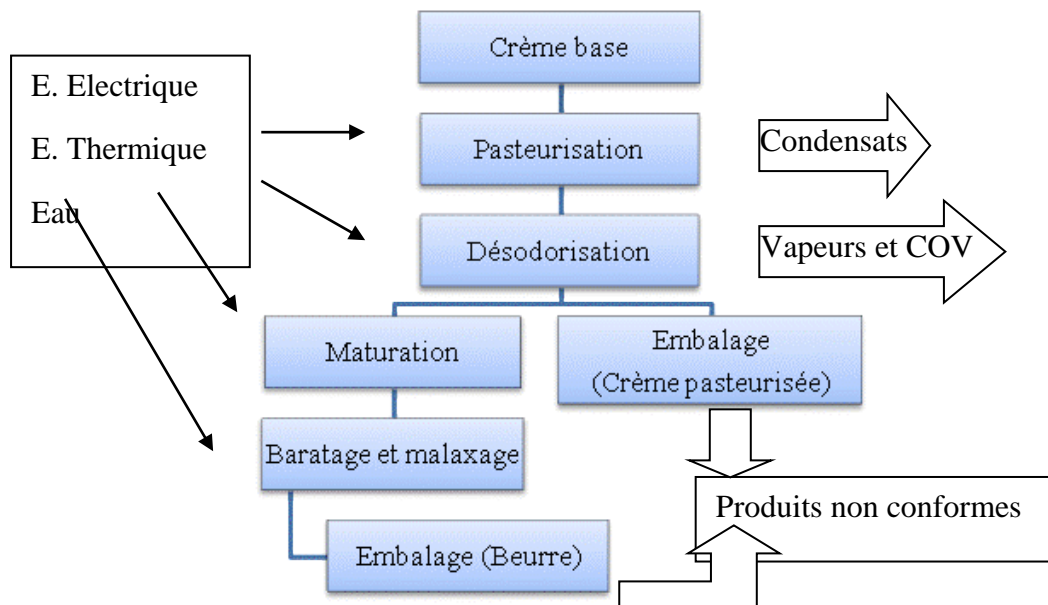 Crème base
E. Electrique
E. Thermique
Eau
Pasteurisation
Condensats
Désodorisation
Vapeurs et COV
Maturation
Embalage
(Crème pasteurisée)
Baratage et malaxage
Produits non conformes
Embalage (Beurre)